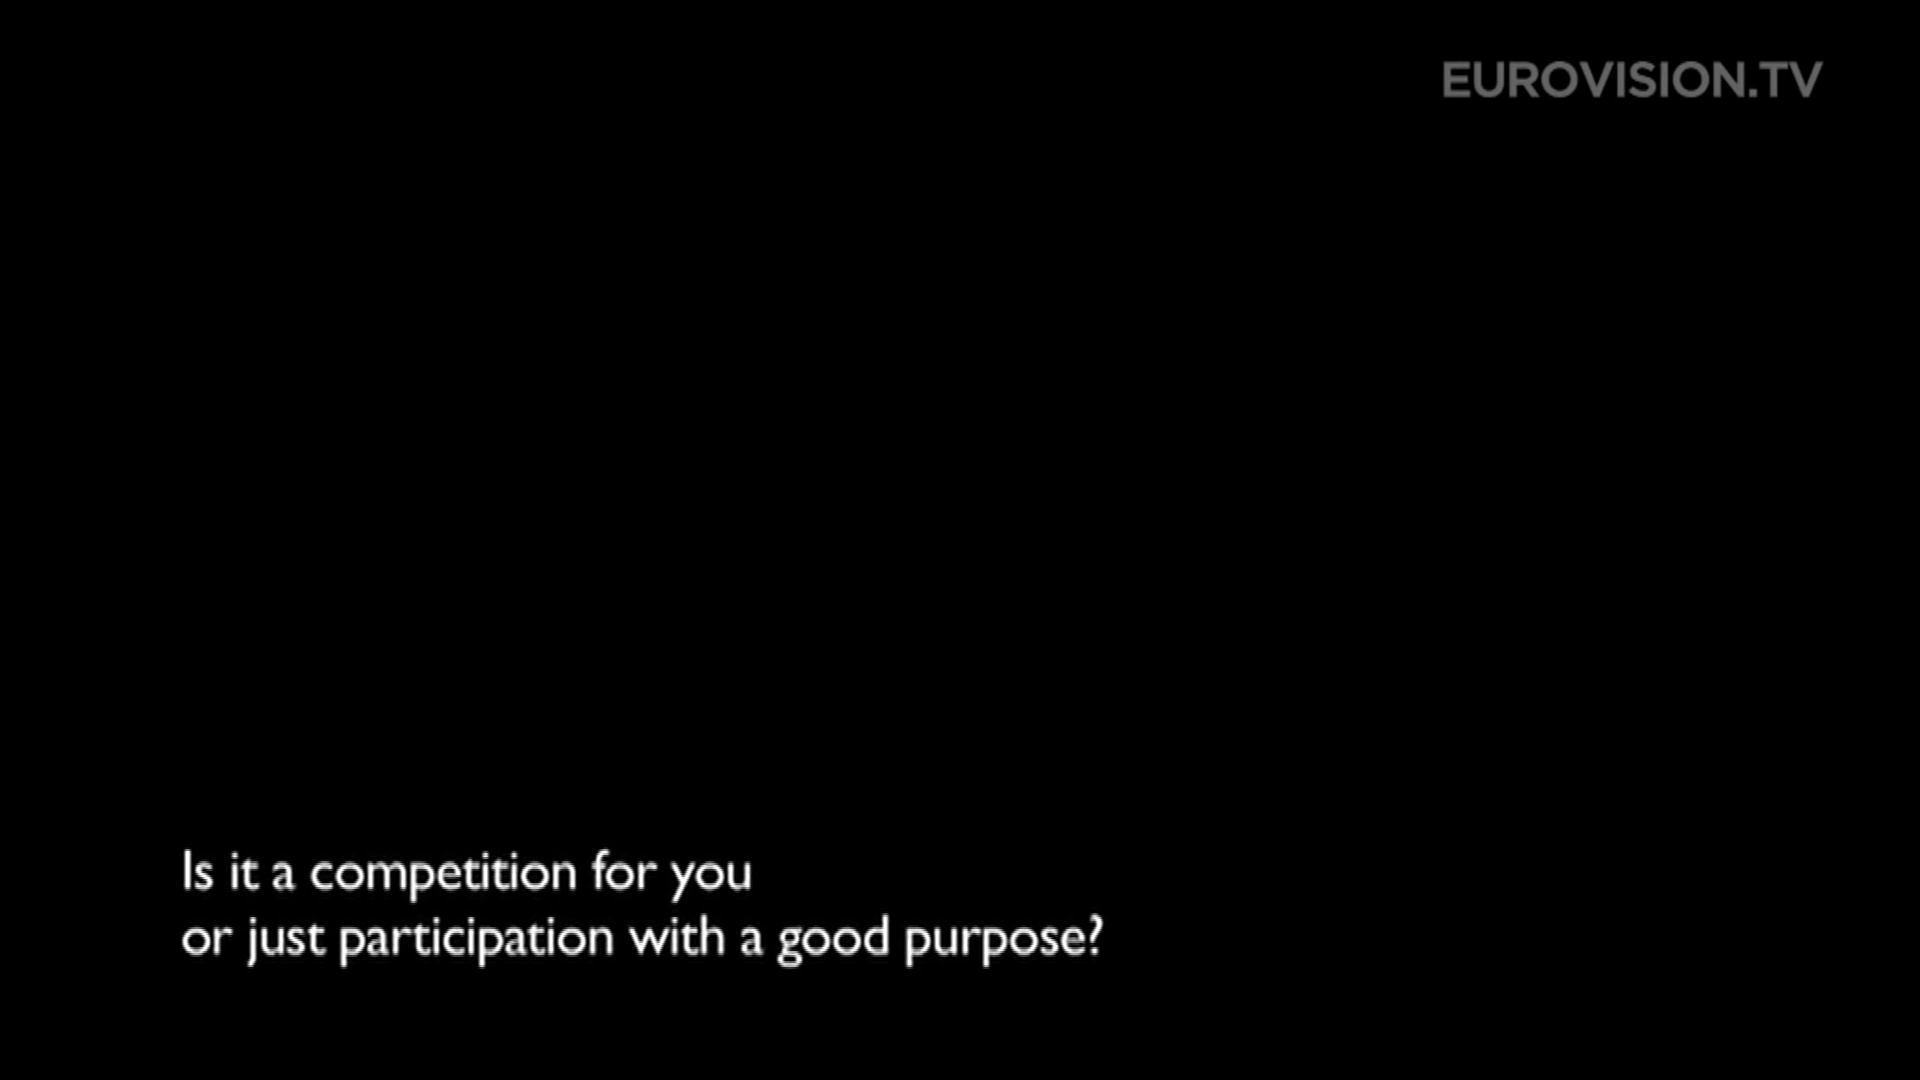 EUROVISION.TV
Is it a competition for you
or just participation with a good purpose?